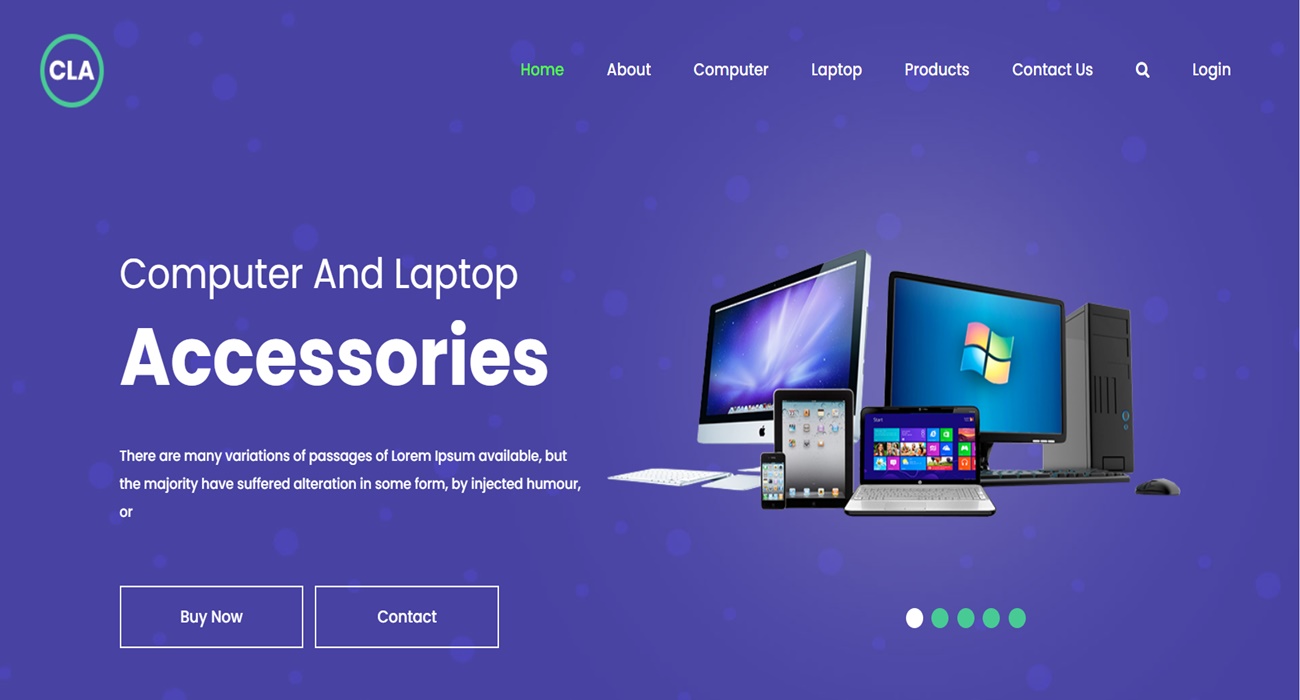 CLA
Home About Computer Laptop Products Contact Us Login
Computer And Laptop
Accessories
There are many variations of passages of Lorem Ipsum available, but
the majority have suffered alteration in some form, by injected humour,
or
Buy Now Contact
Start